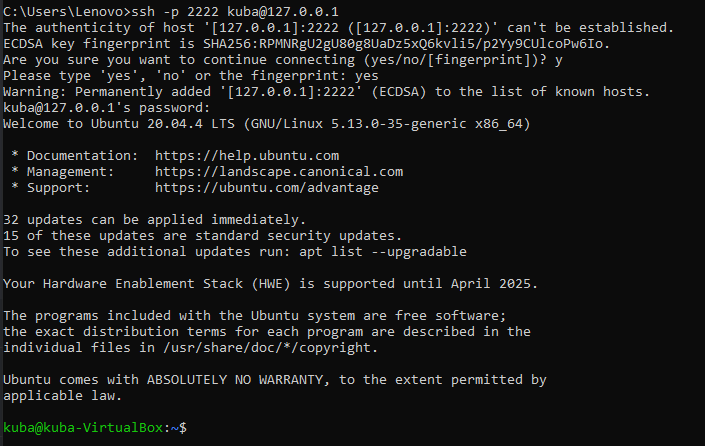 C:\Users\Lenovo>ssh -p 2222 kuba@127.0.0.1
The authenticity of host '[127.0.0.1]:2222 ([127.0.0.1]:2222)' can't be established.
ECDSA key fingerprint is SHA256:RPMNRgU2gU80g8UaDz5xQ6kvli5/p2Yy9CUlcoPw6Io.
Are you sure you want to continue connecting (yes/no/[fingerprint])? y
Please type 'yes', 'no' or the fingerprint: yes
Warning: Permanently added '[127.0.0.1]:2222' (ECDSA) to the list of known hosts.
kuba@127.0.0.1's password:
Welcome to Ubuntu 20.04.4 LTS (GNU/Linux 5.13.0-35-generic x86_64)

 * Documentation:  https://help.ubuntu.com
 * Management:     https://landscape.canonical.com
 * Support:        https://ubuntu.com/advantage

32 updates can be applied immediately.
15 of these updates are standard security updates.
To see these additional updates run: apt list --upgradable

Your Hardware Enablement Stack (HWE) is supported until April 2025.

The programs included with the Ubuntu system are free software;
the exact distribution terms for each program are described in the
individual files in /usr/share/doc/*/copyright.

Ubuntu comes with ABSOLUTELY NO WARRANTY, to the extent permitted by
applicable law.

kuba@kuba-VirtualBox:~$